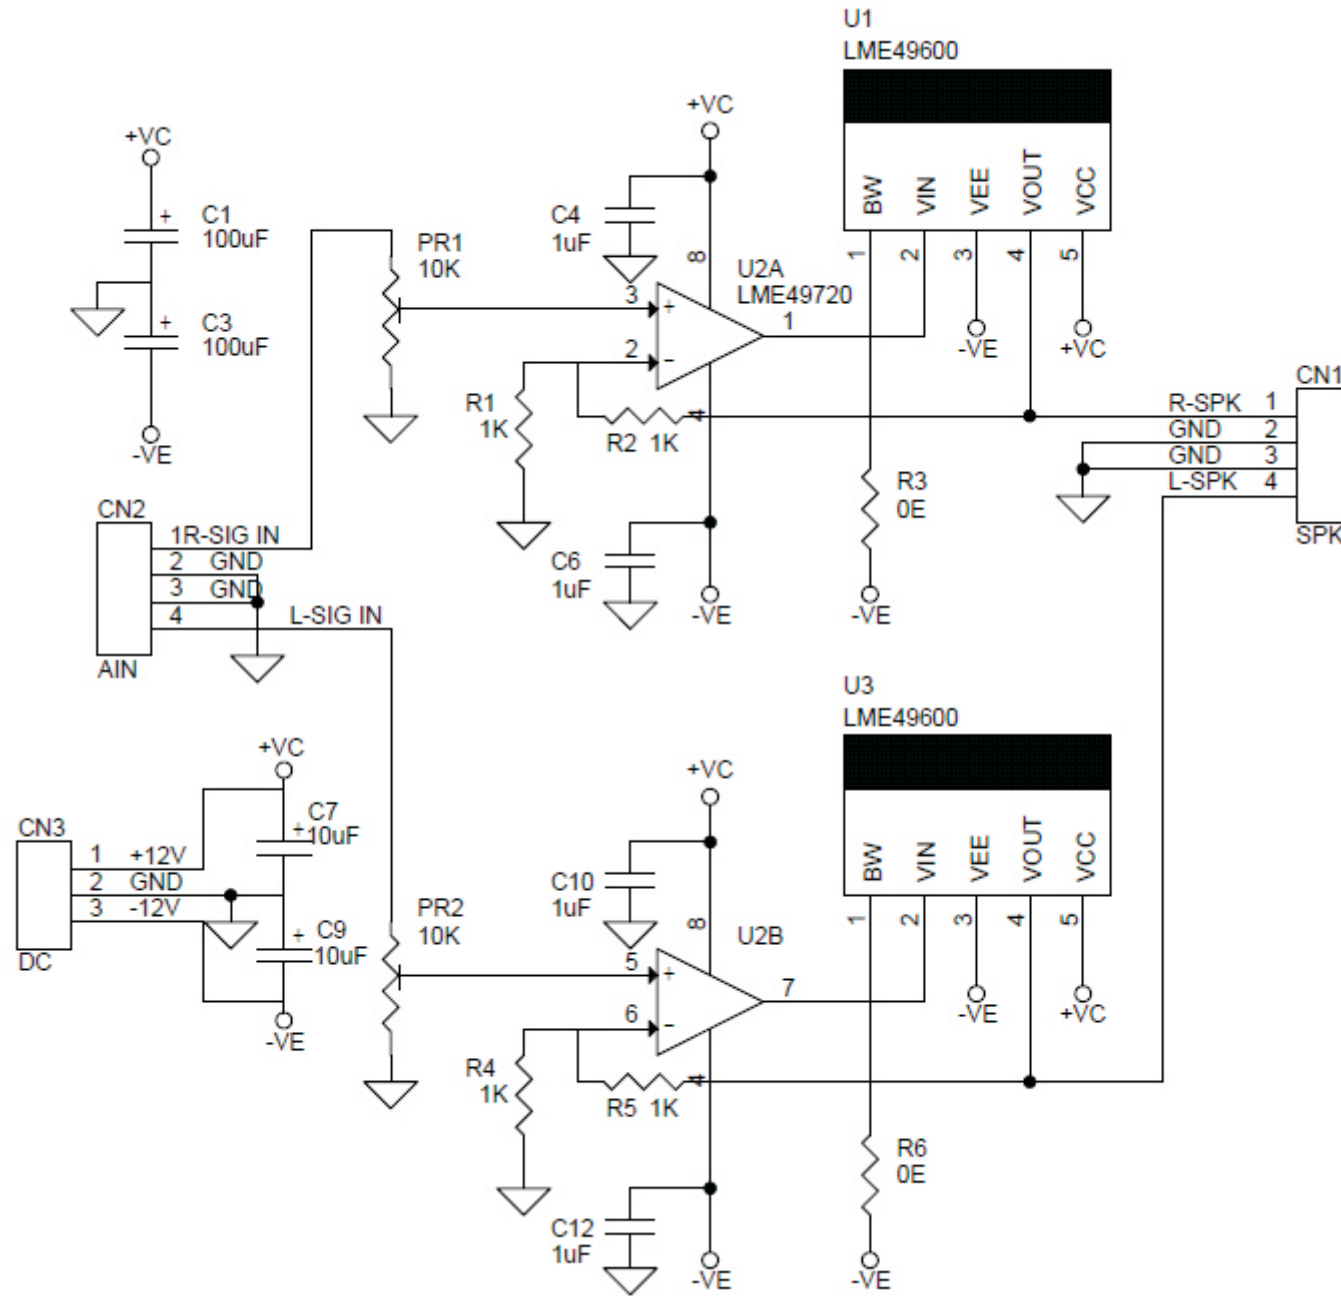 U1
LME49600
+VC
BW
VIN
VEE
VOUT
VCC
1
2
3
4
5
-VE
+VC
+VC
C1
100uF
+
C3
100uF
+
-VE
PR1
10K
C4
1uF
8
U2A
LME49720
3
+
2
-
1
4
R1
1K
R2 1K
C6
1uF
-VE
R3
0E
-VE
CN1
R-SPK 1
GND 2
GND 3
L-SPK 4
SPK
CN2
1R-SIG IN
2 GND
3 GND
4 L-SIG IN
AIN
U3
LME49600
BW
VIN
VEE
VOUT
VCC
1
2
3
4
5
-VE
+VC
+VC
C7
+10uF
C9
+
10uF
-VE
CN3
1 +12V
2 GND
3 -12V
DC
PR2
10K
+VC
C10
1uF
8
U2B
5
+
6
-
7
4
R4
1K
R5 1K
C12
1uF
-VE
R6
0E
-VE